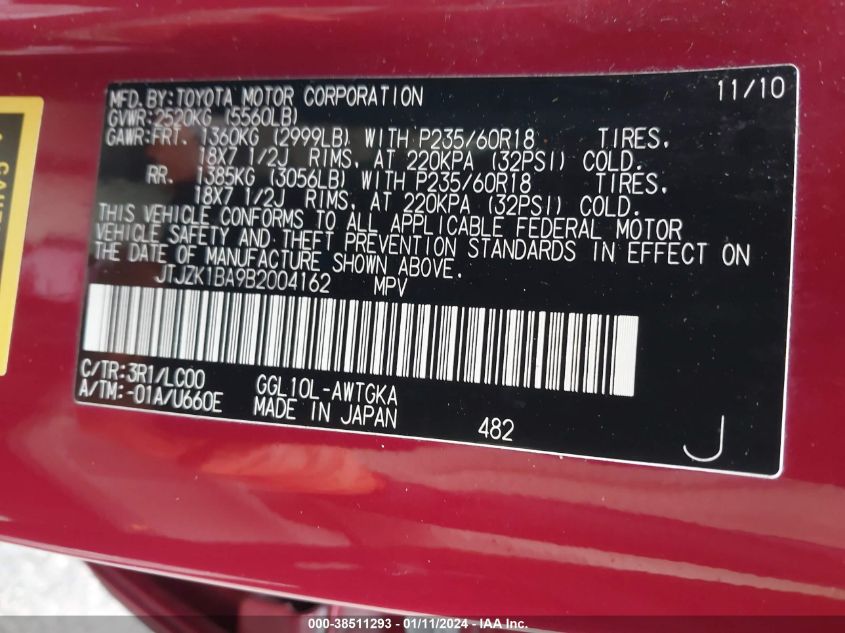 MFD. BY: TOYOTA MOTOR CORPORATION 11/10
GVWR: 2520KG (5560LB)
GAWR: FRT. 1360KG (2999LB) WITH P235/60R18 TIRES,
18X7 1/2J RIMS, AT 220KPA (32PSI) COLD.
RR. 1385KG (3056LB) WITH P235/60R18 TIRES,
18X7 1/2J RIMS, AT 220KPA (32PSI) COLD.
THIS VEHICLE CONFORMS TO ALL APPLICABLE FEDERAL MOTOR
VEHICLE SAFETY AND THEFT PREVENTION STANDARDS IN EFFECT ON
THE DATE OF MANUFACTURE SHOWN ABOVE.
JTJZK1BA9B2004162 MPV
C/TR: 3R1/LC00 GGL10L-AWTGKA
A/TM: -01A/U660E MADE IN JAPAN 482 J
000-38511293 - 01/11/2024 - IAA Inc.